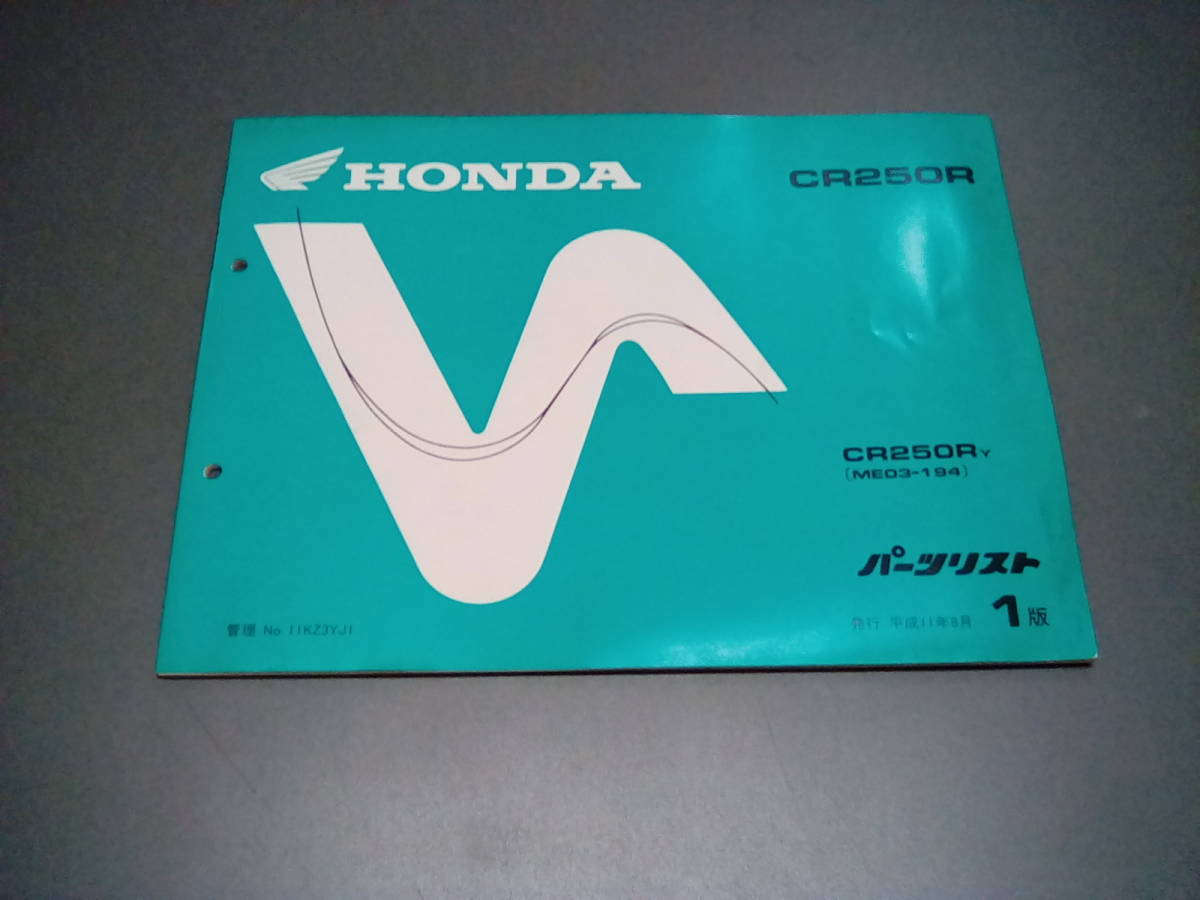 HONDA
CR250R
CR250R Y
(ME03-194)
パーツリスト
管理 No. 11KZ3YJ1
発行 平成11年8月 1版